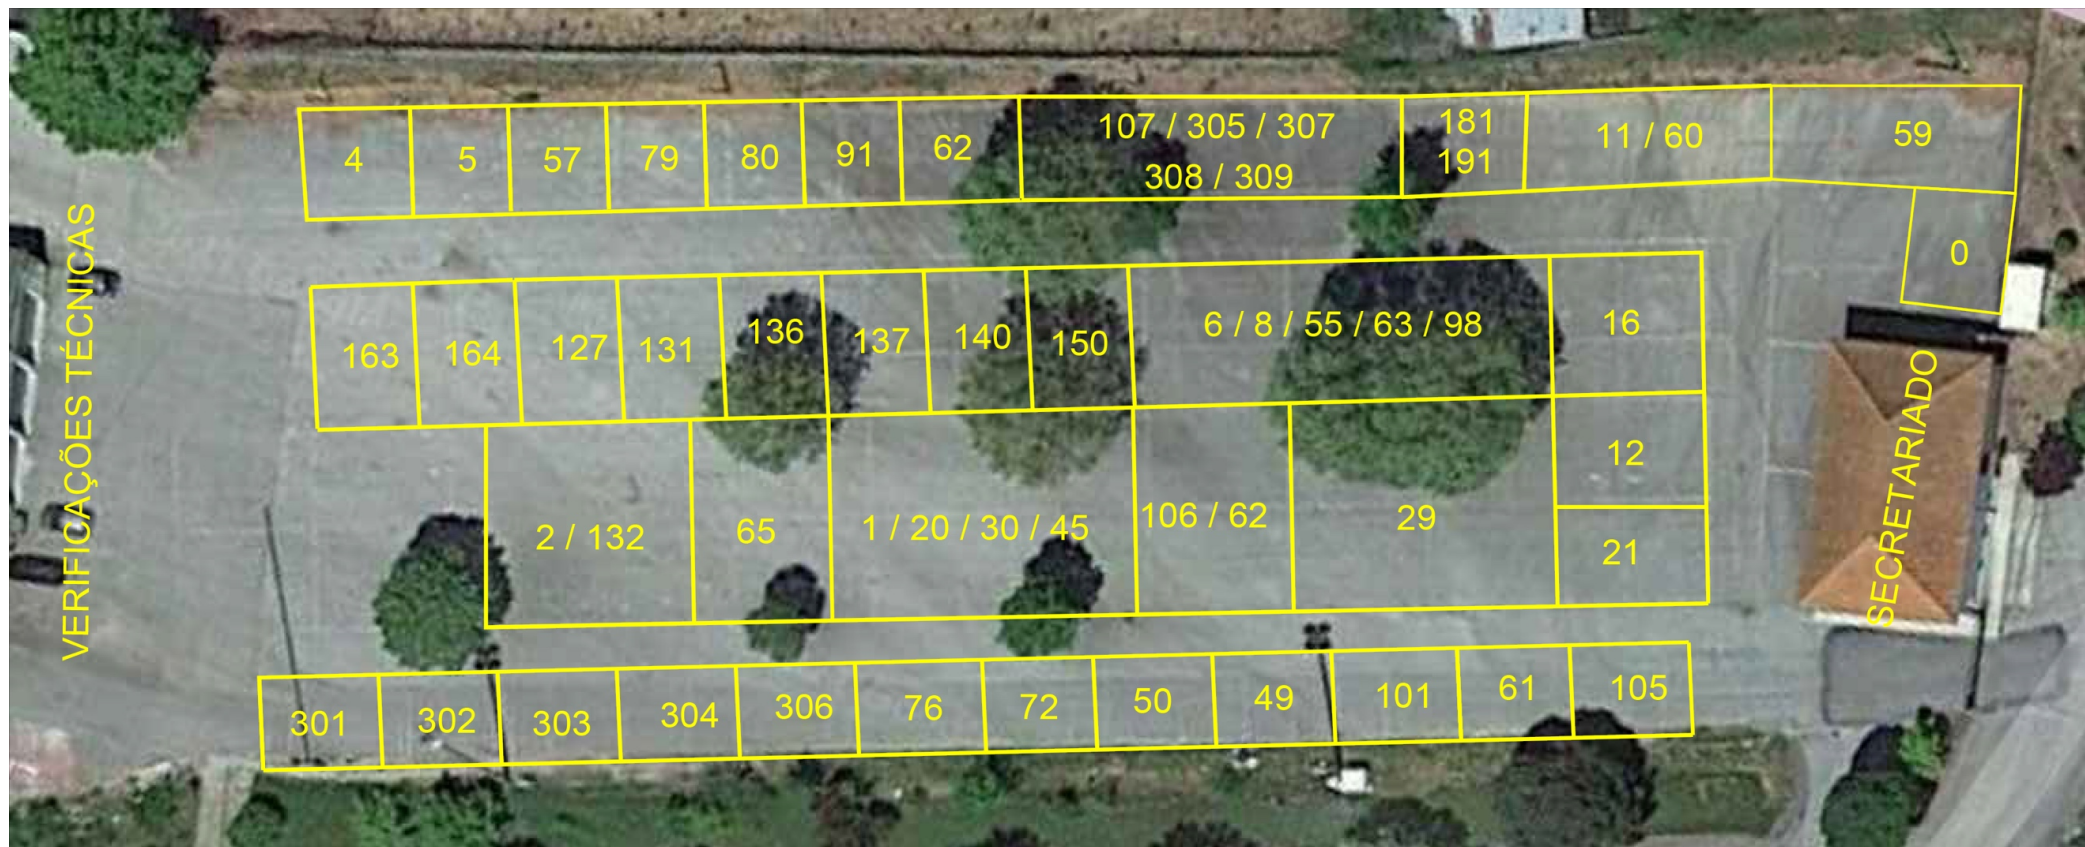 VERIFICAÇÕES TÉCNICAS
4 5 57 79 80 91 62 107 / 305 / 307 181 11 / 60 59
308 / 309 191
0
163 164 127 131 136 137 140 150 6 / 8 / 55 / 63 / 98 16
12
2 / 132 65 1 / 20 / 30 / 45 106 / 62 29
21
SECRETARIADO
301 302 303 304 306 76 72 50 49 101 61 105